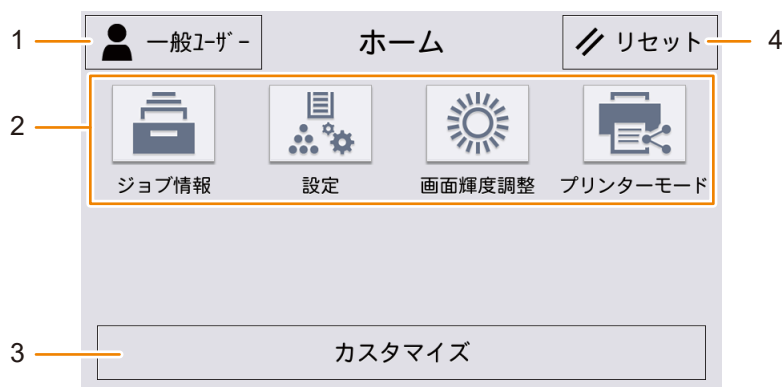 1 一般ﾕｰｻﾞｰ ホーム リセット 4
2
ジョブ情報 設定 画面輝度調整 プリンターモード
3 カスタマイズ